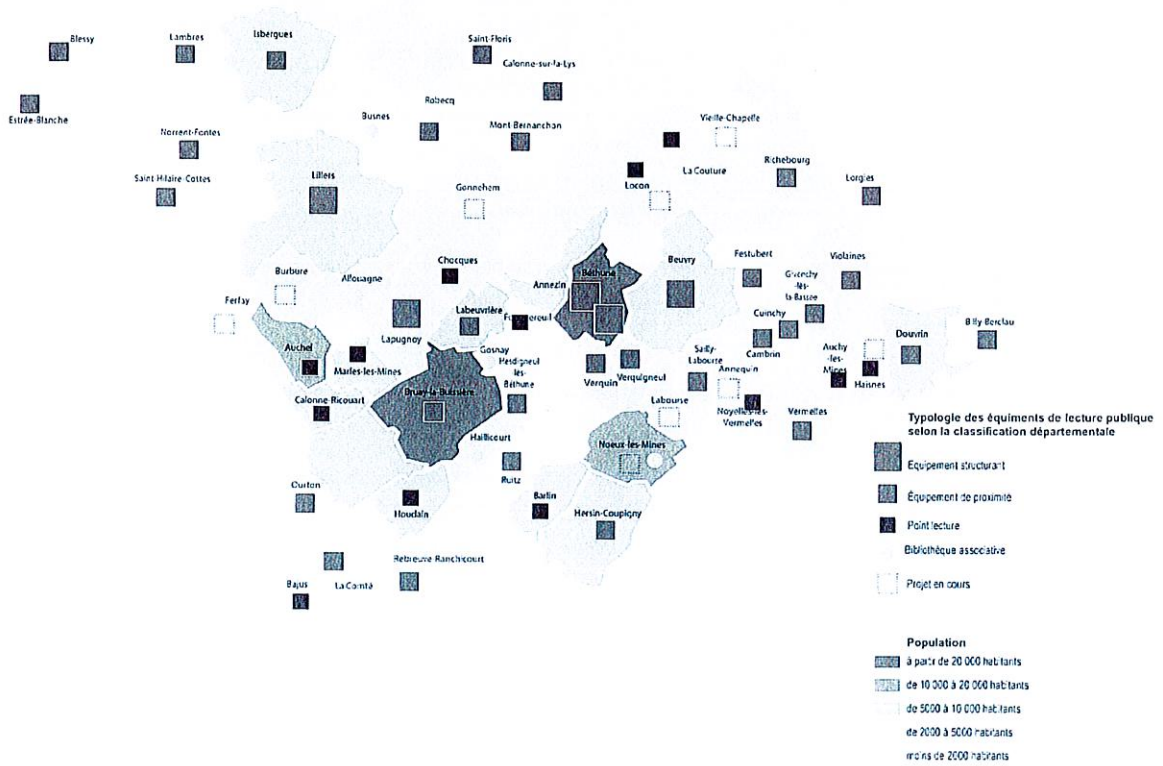 Blessy
Lambres
Isbergues
Saint-Floris
Calonne-sur-la-Lys
Estrée-Blanche
Robecq
Busnes
Mont-Bernanchon
Norrent-Fontes
Vieille-Chapelle
Saint Hilaire-Cottes
Lillers
Gonnehem
Locon
La Couture
Richebourg
Lorgies
Burbure
Allouagne
Chocques
Annezin
Béthune
Beuvry
Festubert
Givenchy
-lès-
la-Bassée
Violaines
Ferfay
Labeuvrière
Cuinchy
Lapugnoy
Gosnay
Auchel
Marles-les-Mines
Hesdigneul
lès-
Béthune
Verquin
Verquigneul
Sailly-
Labourse
Cambrin
Annequin
Auchy
-les-
Mines
Haisnes
Douvrin
Billy-Berclau
Calonne-Ricouart
Bruay-la-Buissière
Labourse
Noyelles-lès-
Vermelles
Vermelles
Haillicourt
Noeux-les-Mines
Ruitz
Ourton
Houdain
Barlin
Hersin-Coupigny
Bajus
La Comté
Rebreuve Ranchicourt
Typologie des équiments de lecture publique
selon la classification départementale
Equipement structurant
Équipement de proximité
Point lecture
Bibliothèque associative
Projet en cours
Population
à partir de 20 000 habitants
de 10 000 à 20 000 habitants
de 5000 à 10 000 habitants
de 2000 à 5000 habitants
moins de 2000 habitants